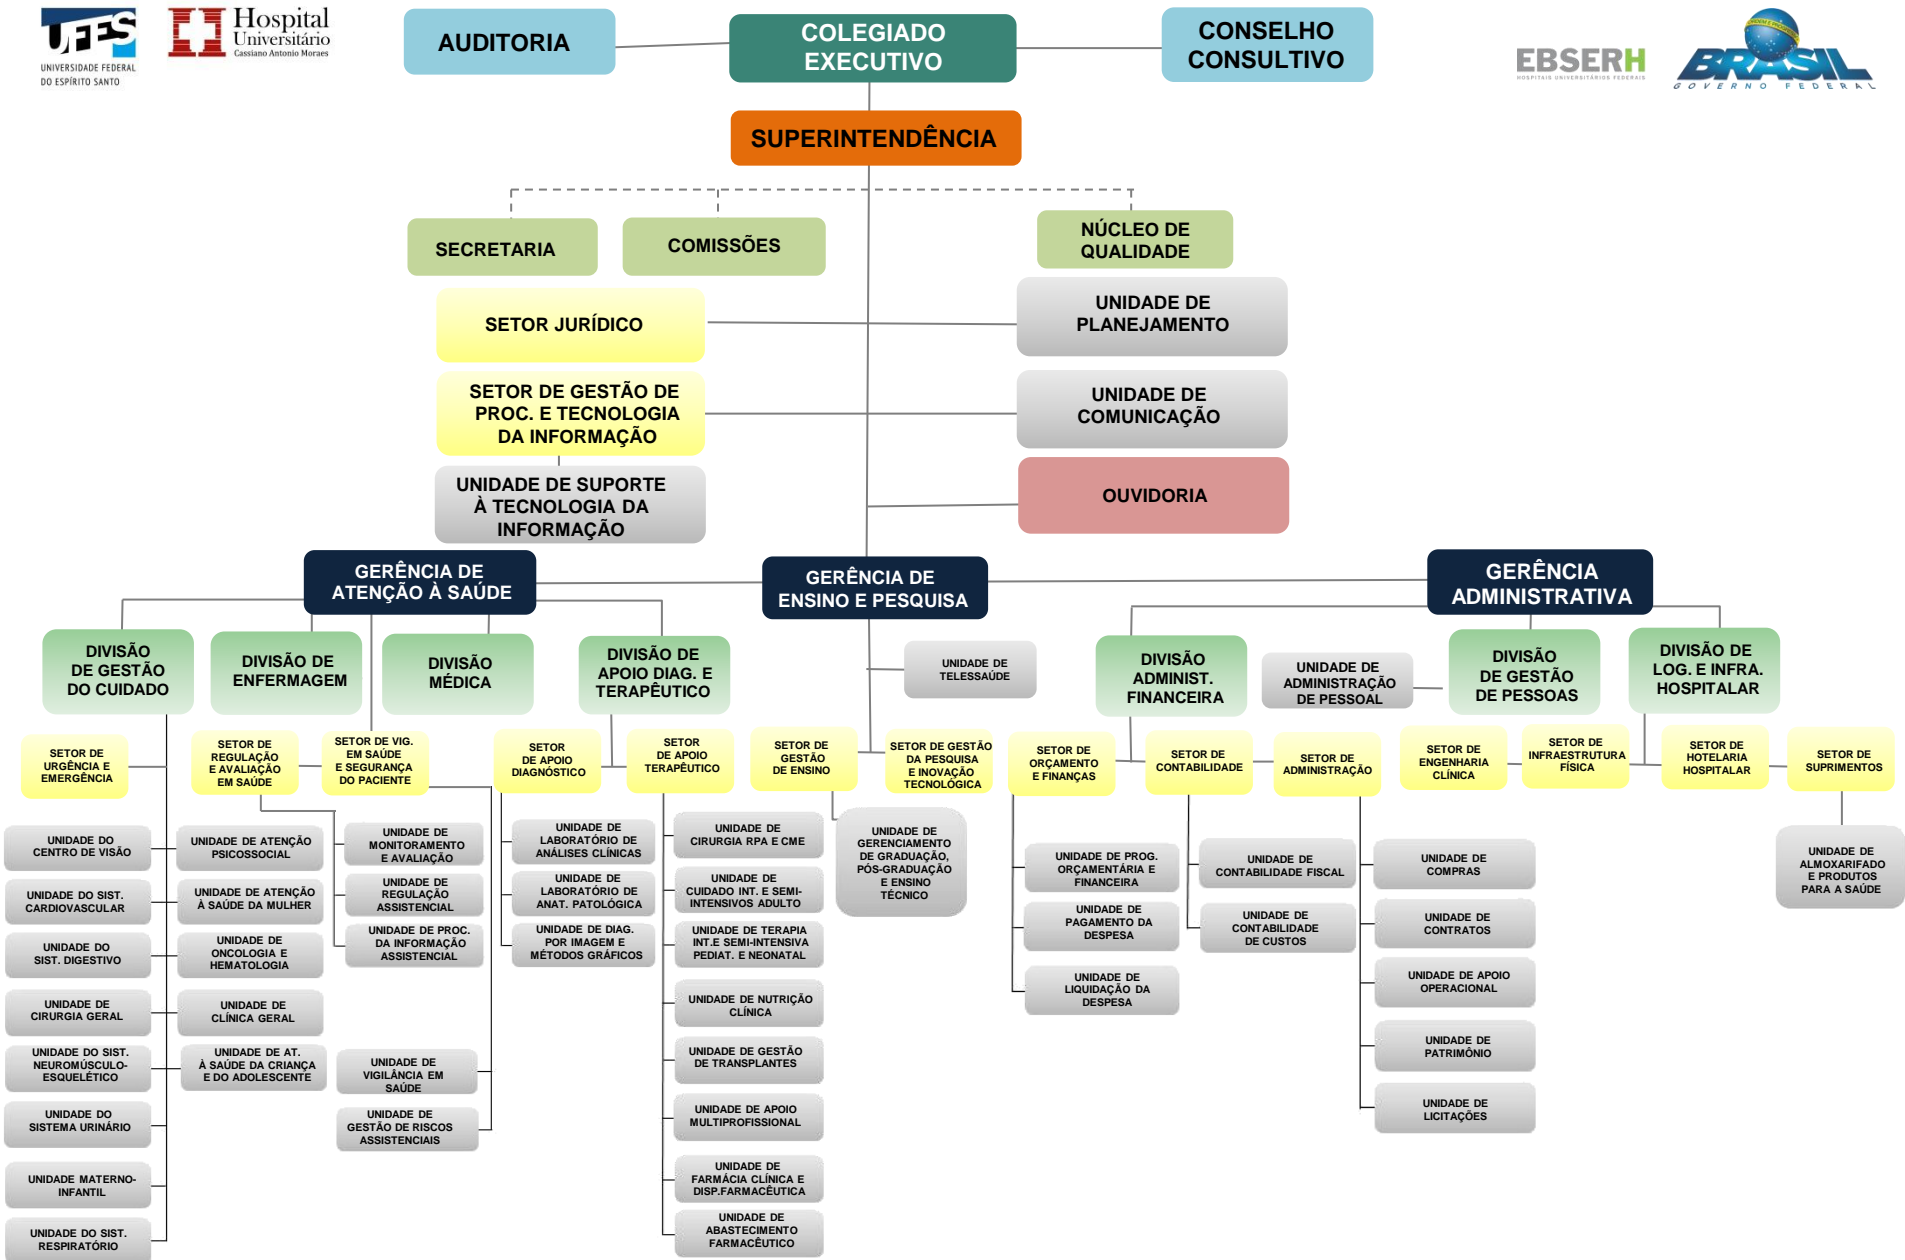 UFES
UNIVERSIDADE FEDERAL
DO ESPÍRITO SANTO
Hospital
Universitário
Cassiano Antonio Moraes
AUDITORIA
COLEGIADO
EXECUTIVO
CONSELHO
CONSULTIVO
EBSERH
HOSPITAIS UNIVERSITÁRIOS FEDERAIS
BRASIL
GOVERNO FEDERAL
SUPERINTENDÊNCIA
SECRETARIA
COMISSÕES
NÚCLEO DE
QUALIDADE
SETOR JURÍDICO
UNIDADE DE
PLANEJAMENTO
SETOR DE GESTÃO DE
PROC. E TECNOLOGIA
DA INFORMAÇÃO
UNIDADE DE
COMUNICAÇÃO
UNIDADE DE SUPORTE
À TECNOLOGIA DA
INFORMAÇÃO
OUVIDORIA
GERÊNCIA DE
ATENÇÃO À SAÚDE
GERÊNCIA DE
ENSINO E PESQUISA
GERÊNCIA
ADMINISTRATIVA
DIVISÃO
DE GESTÃO
DO CUIDADO
DIVISÃO DE
ENFERMAGEM
DIVISÃO
MÉDICA
DIVISÃO DE
APOIO DIAG. E
TERAPÊUTICO
UNIDADE DE
TELESSAÚDE
DIVISÃO
ADMINIST.
FINANCEIRA
UNIDADE DE
ADMINISTRAÇÃO
DE PESSOAL
DIVISÃO
DE GESTÃO
DE PESSOAS
DIVISÃO DE
LOG. E INFRA.
HOSPITALAR
SETOR DE
URGÊNCIA E
EMERGÊNCIA
SETOR DE
REGULAÇÃO
E AVALIAÇÃO
EM SAÚDE
SETOR DE VIG.
EM SAÚDE
E SEGURANÇA
DO PACIENTE
SETOR
DE APOIO
DIAGNÓSTICO
SETOR
DE APOIO
TERAPÊUTICO
SETOR DE
GESTÃO
DE ENSINO
SETOR DE GESTÃO
DA PESQUISA
E INOVAÇÃO
TECNOLÓGICA
SETOR DE
ORÇAMENTO
E FINANÇAS
SETOR DE
CONTABILIDADE
SETOR DE
ADMINISTRAÇÃO
SETOR DE
ENGENHARIA
CLÍNICA
SETOR DE
INFRAESTRUTURA
FÍSICA
SETOR DE
HOTELARIA
HOSPITALAR
SETOR DE
SUPRIMENTOS
UNIDADE DO
CENTRO DE VISÃO
UNIDADE DO SIST.
CARDIOVASCULAR
UNIDADE DO
SIST. DIGESTIVO
UNIDADE DE
CIRURGIA GERAL
UNIDADE DO SIST.
NEUROMÚSCULO-
ESQUELÉTICO
UNIDADE DO
SISTEMA URINÁRIO
UNIDADE MATERNO-
INFANTIL
UNIDADE DO SIST.
RESPIRATÓRIO
UNIDADE DE ATENÇÃO
PSICOSSOCIAL
UNIDADE DE ATENÇÃO
À SAÚDE DA MULHER
UNIDADE DE
ONCOLOGIA E
HEMATOLOGIA
UNIDADE DE
CLÍNICA GERAL
UNIDADE DE AT.
À SAÚDE DA CRIANÇA
E DO ADOLESCENTE
UNIDADE DE
MONITORAMENTO
E AVALIAÇÃO
UNIDADE DE
REGULAÇÃO
ASSISTENCIAL
UNIDADE DE PROC.
DA INFORMAÇÃO
ASSISTENCIAL
UNIDADE DE
VIGILÂNCIA EM
SAÚDE
UNIDADE DE
GESTÃO DE RISCOS
ASSISTENCIAIS
UNIDADE DE
LABORATÓRIO DE
ANÁLISES CLÍNICAS
UNIDADE DE
LABORATÓRIO DE
ANAT. PATOLÓGICA
UNIDADE DE DIAG.
POR IMAGEM E
MÉTODOS GRÁFICOS
UNIDADE DE
CIRURGIA RPA E CME
UNIDADE DE
CUIDADO INT. E SEMI-
INTENSIVOS ADULTO
UNIDADE DE TERAPIA
INT.E SEMI-INTENSIVA
PEDIAT. E NEONATAL
UNIDADE DE NUTRIÇÃO
CLÍNICA
UNIDADE DE GESTÃO
DE TRANSPLANTES
UNIDADE DE APOIO
MULTIPROFISSIONAL
UNIDADE DE
FARMÁCIA CLÍNICA E
DISP.FARMACÊUTICA
UNIDADE DE
ABASTECIMENTO
FARMACÊUTICO
UNIDADE DE
GERENCIAMENTO
DE GRADUAÇÃO,
PÓS-GRADUAÇÃO
E ENSINO
TÉCNICO
UNIDADE DE PROG.
ORÇAMENTÁRIA E
FINANCEIRA
UNIDADE DE
PAGAMENTO DA
DESPESA
UNIDADE DE
LIQUIDAÇÃO DA
DESPESA
UNIDADE DE
CONTABILIDADE FISCAL
UNIDADE DE
CONTABILIDADE
DE CUSTOS
UNIDADE DE
COMPRAS
UNIDADE DE
CONTRATOS
UNIDADE DE APOIO
OPERACIONAL
UNIDADE DE
PATRIMÔNIO
UNIDADE DE
LICITAÇÕES
UNIDADE DE
ALMOXARIFADO
E PRODUTOS
PARA A SAÚDE